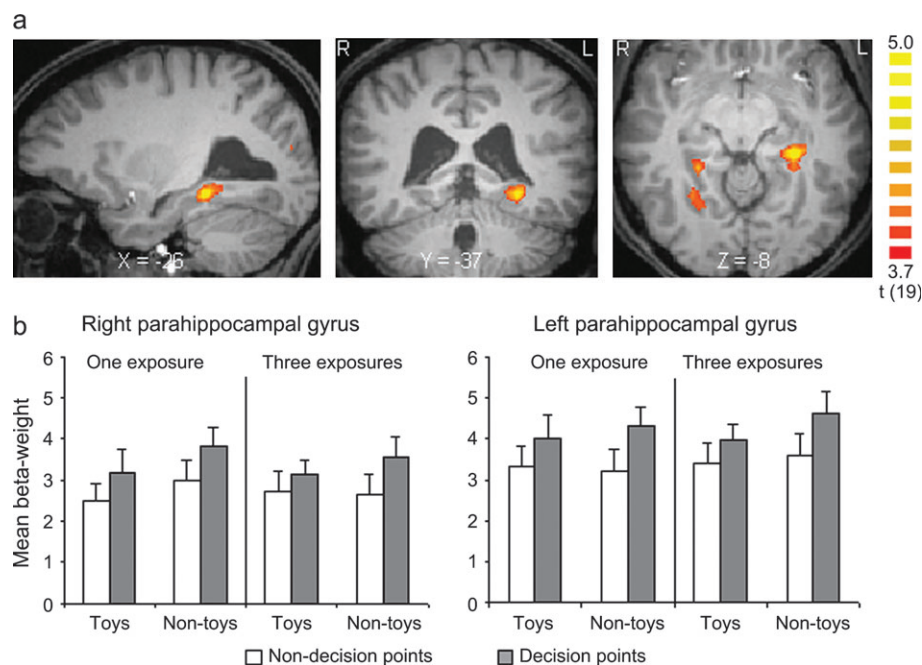 a
R L R L
5.0
3.7
t (19)
X = -26 Y = -37 Z = -8
b Right parahippocampal gyrus Left parahippocampal gyrus
One exposure Three exposures One exposure Three exposures
Mean beta-weight
6 6
5 5
4 4
3 3
2 2
1 1
0 0
Toys Non-toys Toys Non-toys Toys Non-toys Toys Non-toys
Non-decision points Decision points